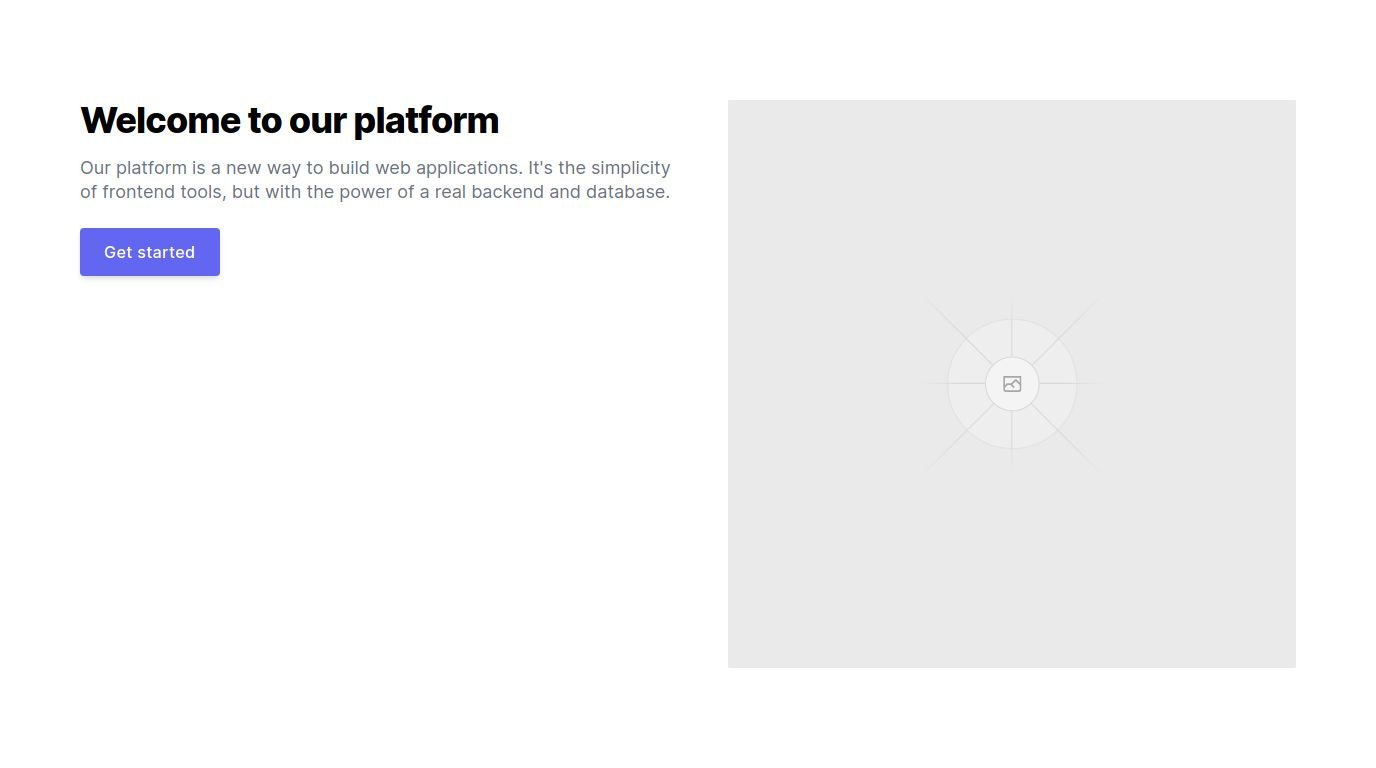 Welcome to our platform
Our platform is a new way to build web applications. It's the simplicity
of frontend tools, but with the power of a real backend and database.
Get started